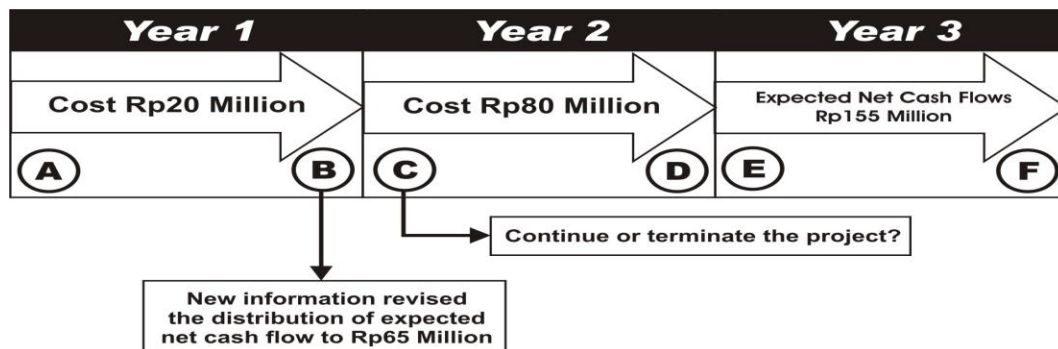 Year 1
Year 2
Year 3
Cost Rp20 Million
Cost Rp80 Million
Expected Net Cash Flows
Rp155 Million
A
B
C
D
E
F
Continue or terminate the project?
New information revised
the distribution of expected
net cash flow to Rp65 Million